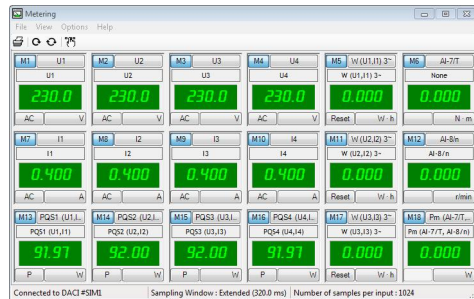 Metering
File View Options Help
M1 U1 M2 U2 M3 U3 M4 U4 M5 W (U1,I1) 3~ M6 AI-7/T
U1 U2 U3 U4 W (U1,I1) 3~ None
230.0 230.0 230.0 230.0 0.000 0.000
AC V AC V AC V AC V Reset W·h N·m
M7 I1 M8 I2 M9 I3 M10 I4 M11 W (U2,I2) 3~ M12 AI-8/n
I1 I2 I3 I4 W (U2,I2) 3~ AI-8/n
0.400 0.400 0.400 0.400 0.000 0.000
AC A AC A AC A AC A Reset W·h r/min
M13 PQS1 (U1,I... M14 PQS2 (U2,I... M15 PQS3 (U3,I... M16 PQS4 (U4,I... M17 W (U3,I3) 3~ M18 Pm (AI-7/T,...
PQS1 (U1,I1) PQS2 (U2,I2) PQS3 (U3,I3) PQS4 (U4,I4) W (U3,I3) 3~ Pm (AI-7/T, AI-8/n)
91.97 92.00 92.00 91.97 0.000 0.000
P W P W P W P W Reset W·h W
Connected to DACI #SIM1 Sampling Window : Extended (320.0 ms) Number of samples per input : 1024